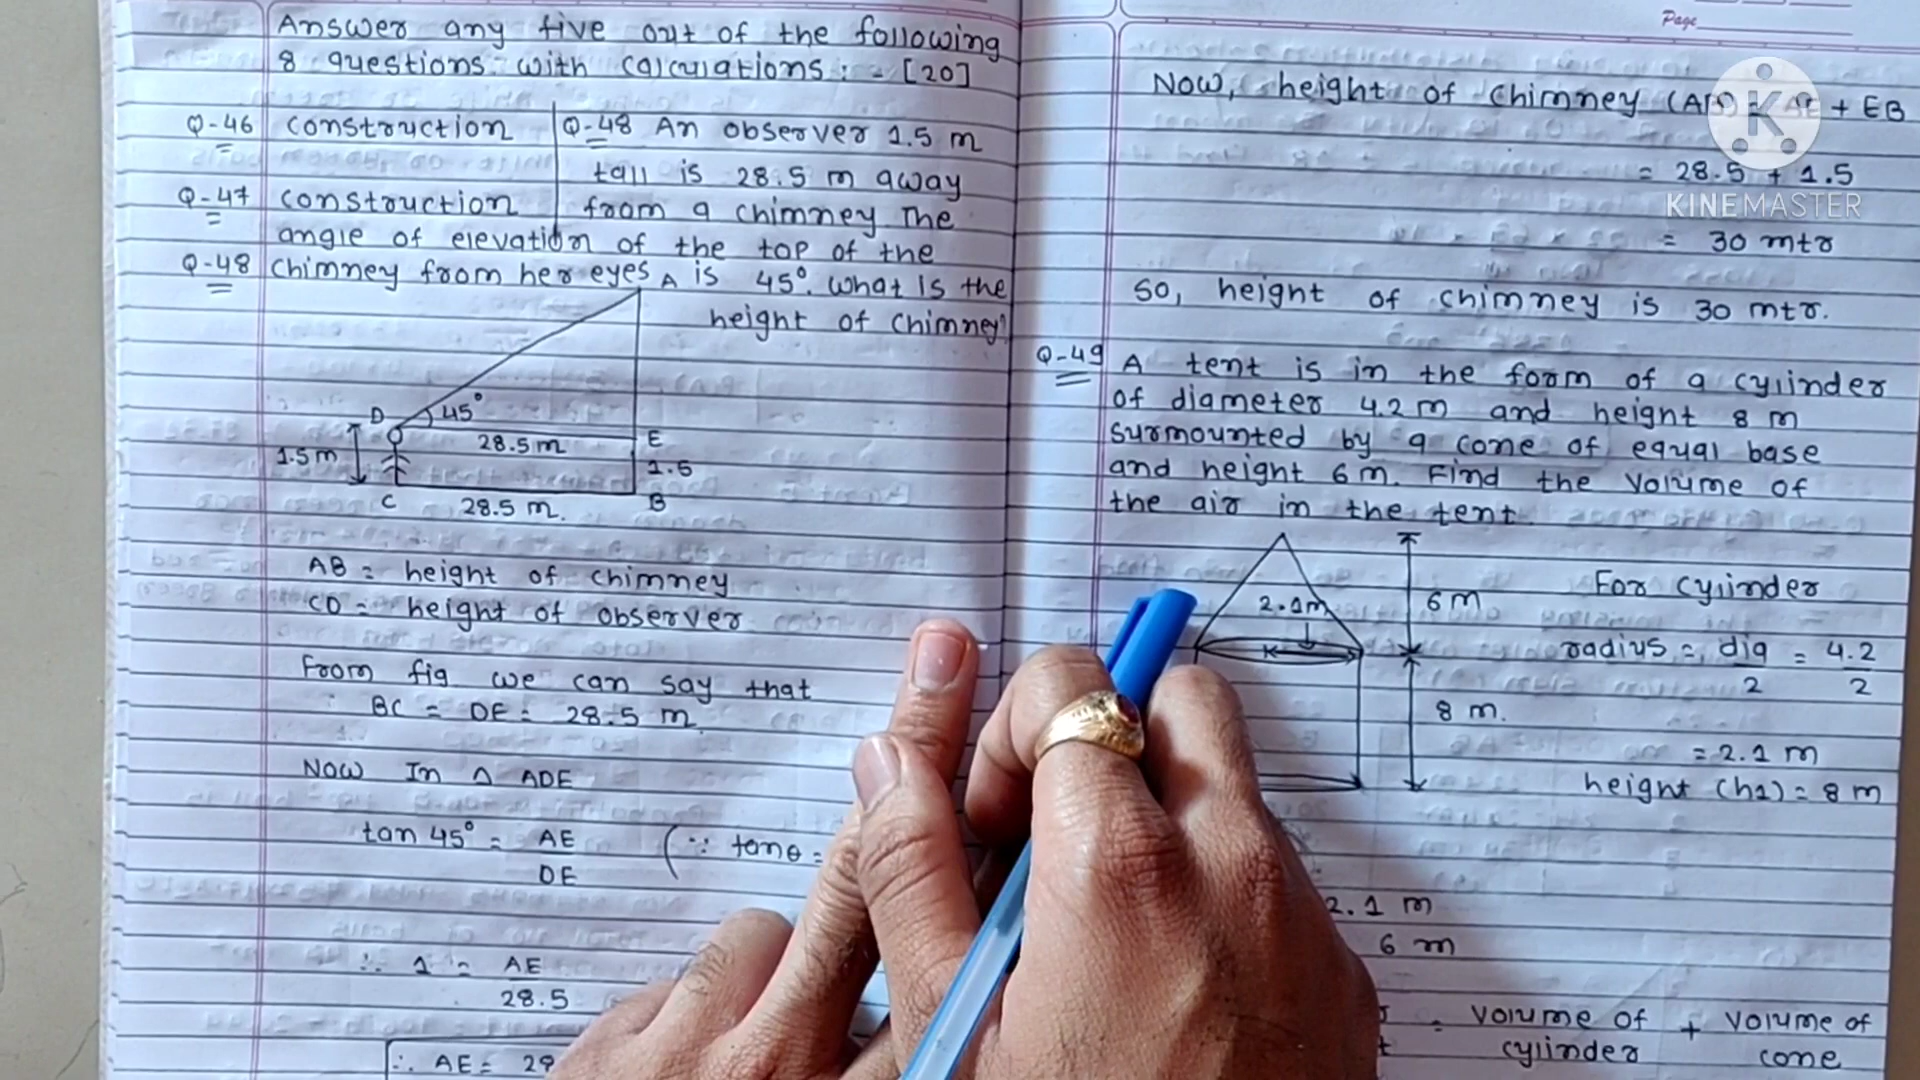 Answer any five out of the following
8 questions with calculations: - [20]
Q-46 construction
Q-47 construction
Q-48
Q-48 An observer 1.5 m
tall is 28.5 m away
from a chimney The
angle of elevation of the top of the
chimney from her eyes is 45°. what is the
height of chimney?
A
D 45°
28.5 m E
1.5 m 1.5
C 28.5 m. B
AB = height of chimney
CD = height of observer
From fig we can say that
BC = DE = 28.5 m.
Now In Δ ADE
tan 45° = AE (∵ tanθ =
DE
∴ 1 = AE
28.5
∴ AE =
Page
Now, height of chimney + EB
= 28.5 + 1.5
= 30 mtr
So, height of chimney is 30 mtr.
Q-49 A tent is in the form of a cylinder
of diameter 4.2 m and height 8 m
surmounted by a cone of equal base
and height 6 m. Find the volume of
the air in the tent.
2.1m 6 m
8 m.
For cylinder
radius = dia = 4.2
2 2
= 2.1 m
height (h1) = 8 m
2.1 m
6 m
= volume of + volume of
cylinder cone
K
KINEMASTER